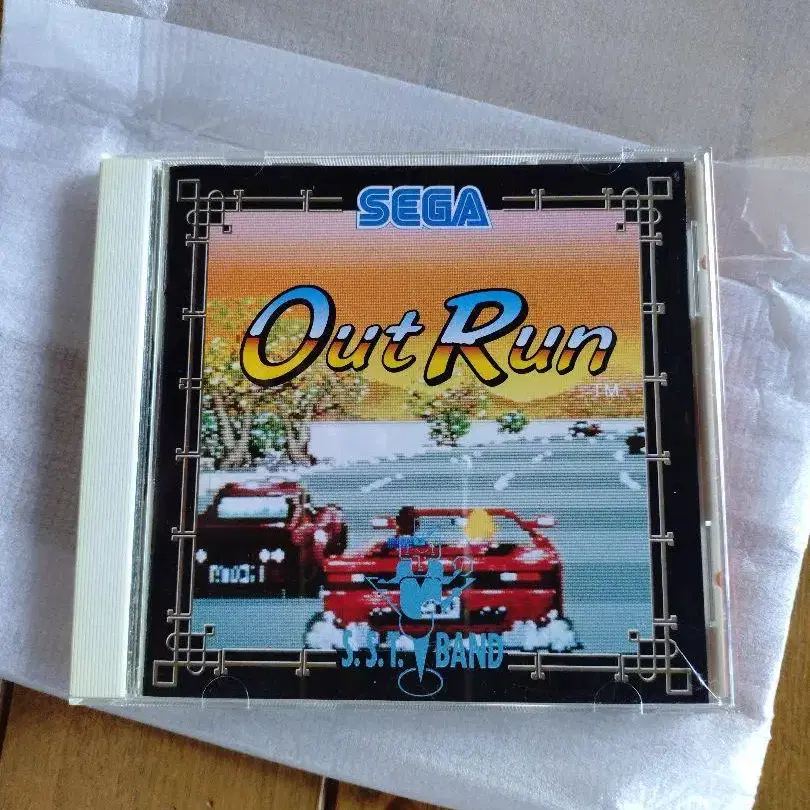 SEGA
Out Run
TM
S.S.T. BAND